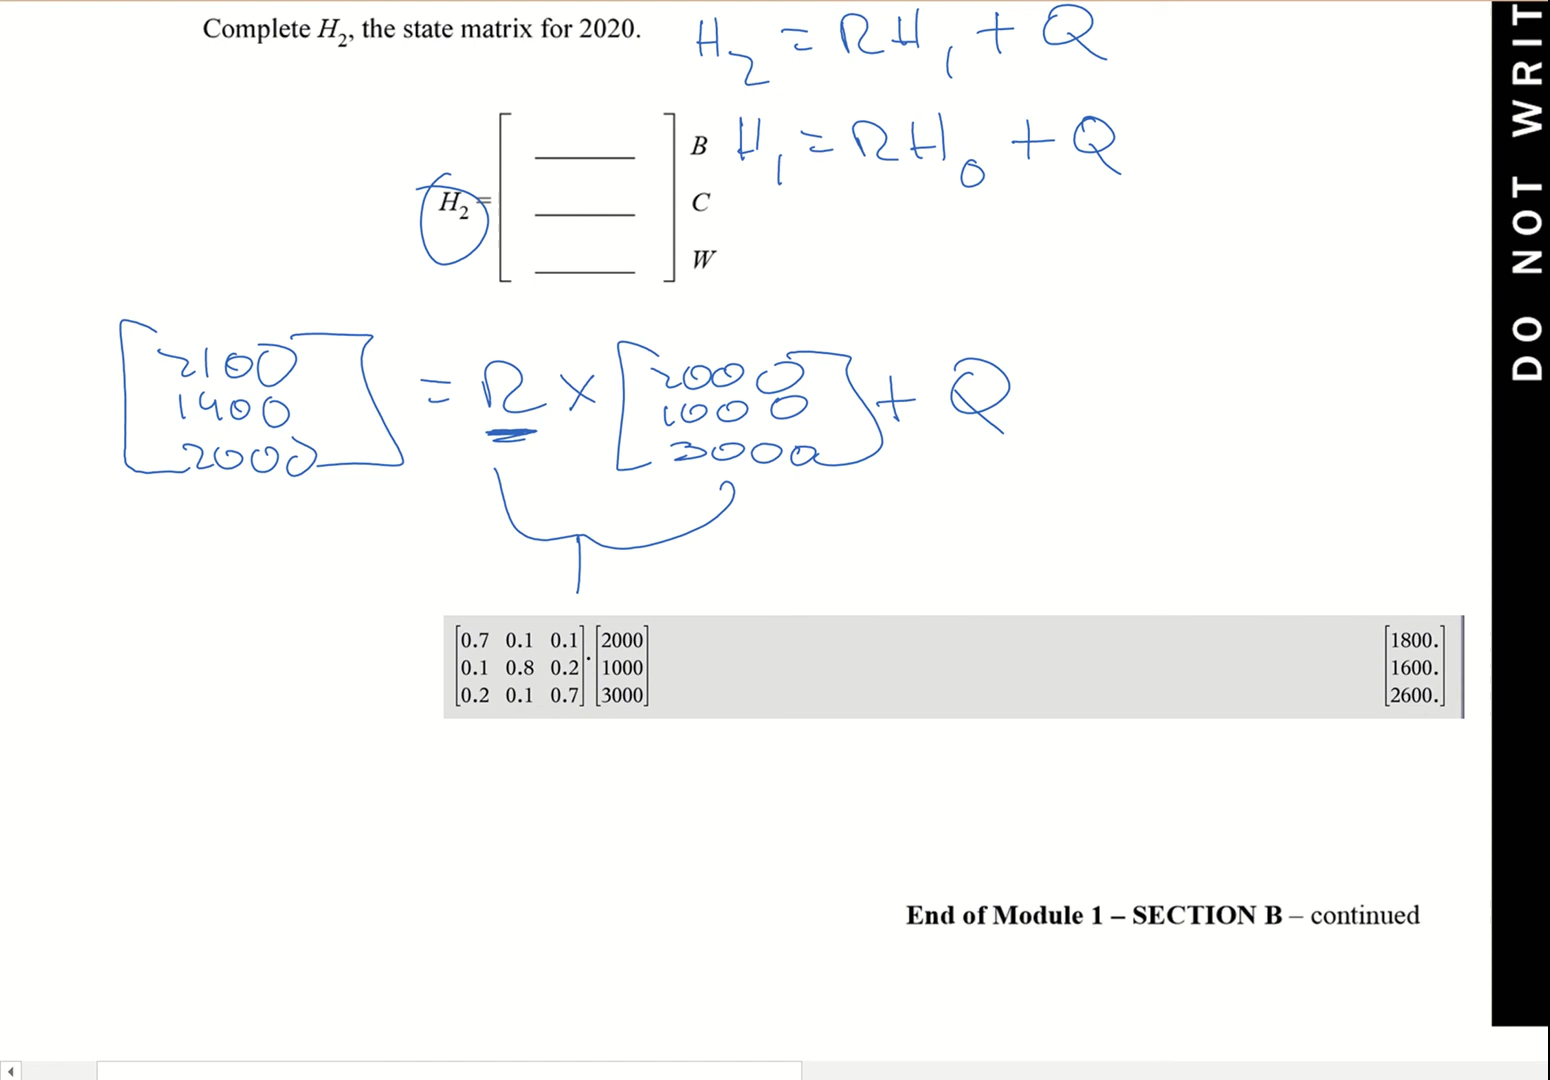 Complete H₂, the state matrix for 2020.
H₂ = RH₁ + Q
H₁ = RH₀ + Q
H₂ =
B
C
W
[2100 1400 2000] = R × [2000 1000 3000] + Q
[0.7 0.1 0.1] [2000] [1800.]
[0.1 0.8 0.2] · [1000] [1600.]
[0.2 0.1 0.7] [3000] [2600.]
End of Module 1 – SECTION B – continued
DO NOT WRIT